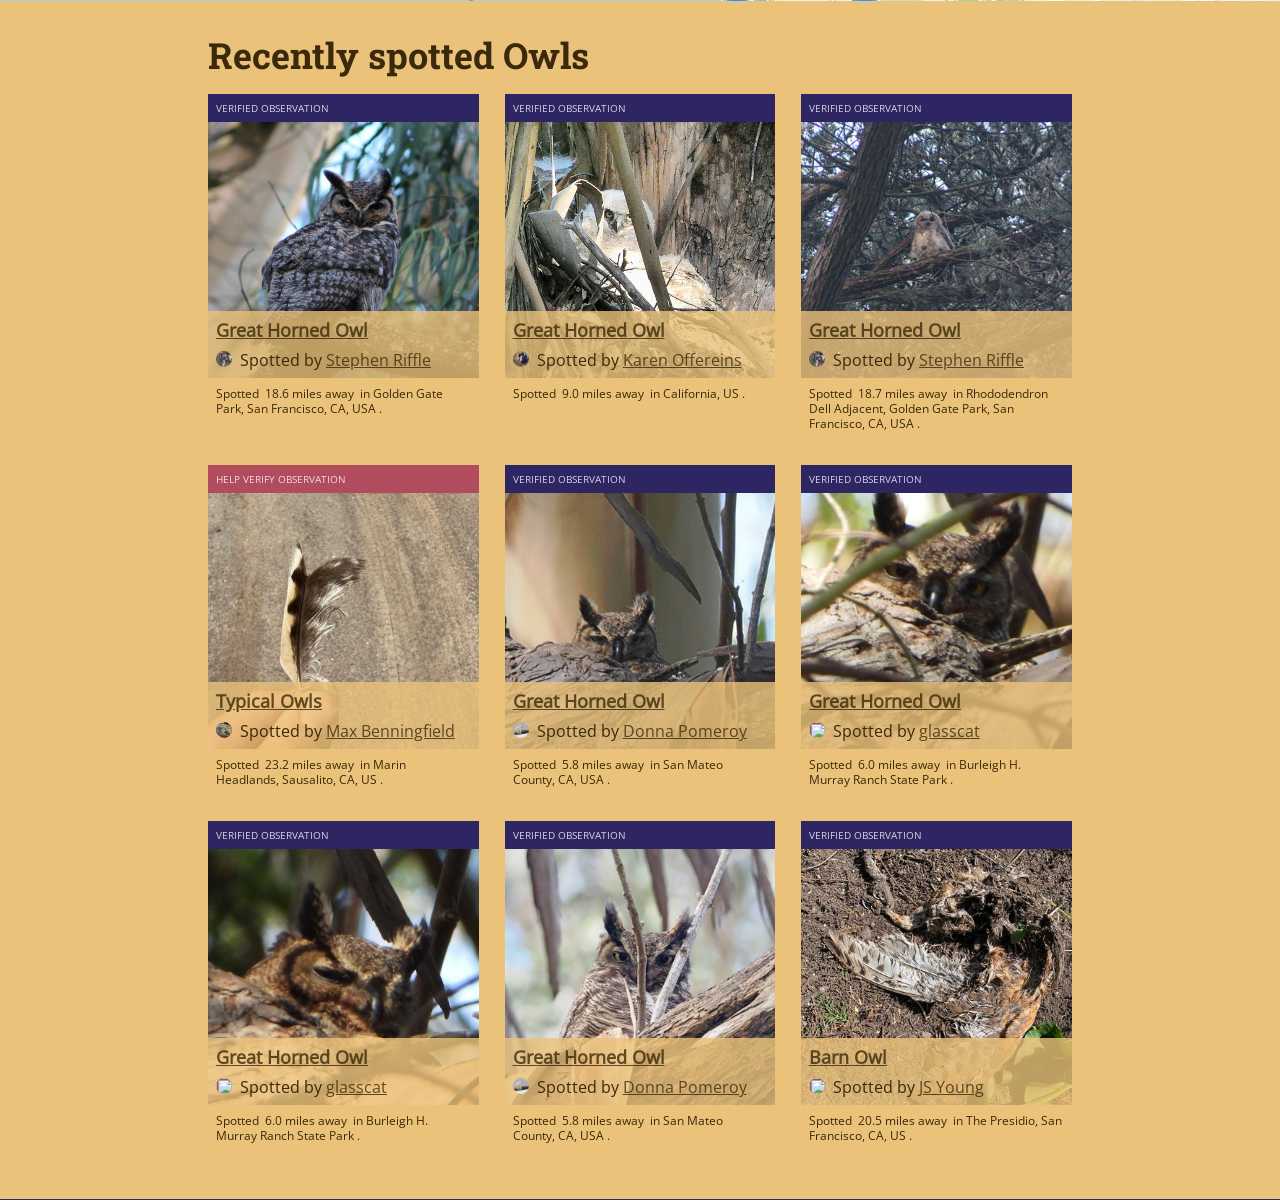 Recently spotted Owls
VERIFIED OBSERVATION
Great Horned Owl
Spotted by Stephen Riffle
Spotted 18.6 miles away in Golden Gate
Park, San Francisco, CA, USA .
VERIFIED OBSERVATION
Great Horned Owl
Spotted by Karen Offereins
Spotted 9.0 miles away in California, US .
VERIFIED OBSERVATION
Great Horned Owl
Spotted by Stephen Riffle
Spotted 18.7 miles away in Rhododendron
Dell Adjacent, Golden Gate Park, San
Francisco, CA, USA .
HELP VERIFY OBSERVATION
Typical Owls
Spotted by Max Benningfield
Spotted 23.2 miles away in Marin
Headlands, Sausalito, CA, US .
VERIFIED OBSERVATION
Great Horned Owl
Spotted by Donna Pomeroy
Spotted 5.8 miles away in San Mateo
County, CA, USA .
VERIFIED OBSERVATION
Great Horned Owl
Spotted by glasscat
Spotted 6.0 miles away in Burleigh H.
Murray Ranch State Park .
VERIFIED OBSERVATION
Great Horned Owl
Spotted by glasscat
Spotted 6.0 miles away in Burleigh H.
Murray Ranch State Park .
VERIFIED OBSERVATION
Great Horned Owl
Spotted by Donna Pomeroy
Spotted 5.8 miles away in San Mateo
County, CA, USA .
VERIFIED OBSERVATION
Barn Owl
Spotted by JS Young
Spotted 20.5 miles away in The Presidio, San
Francisco, CA, US .